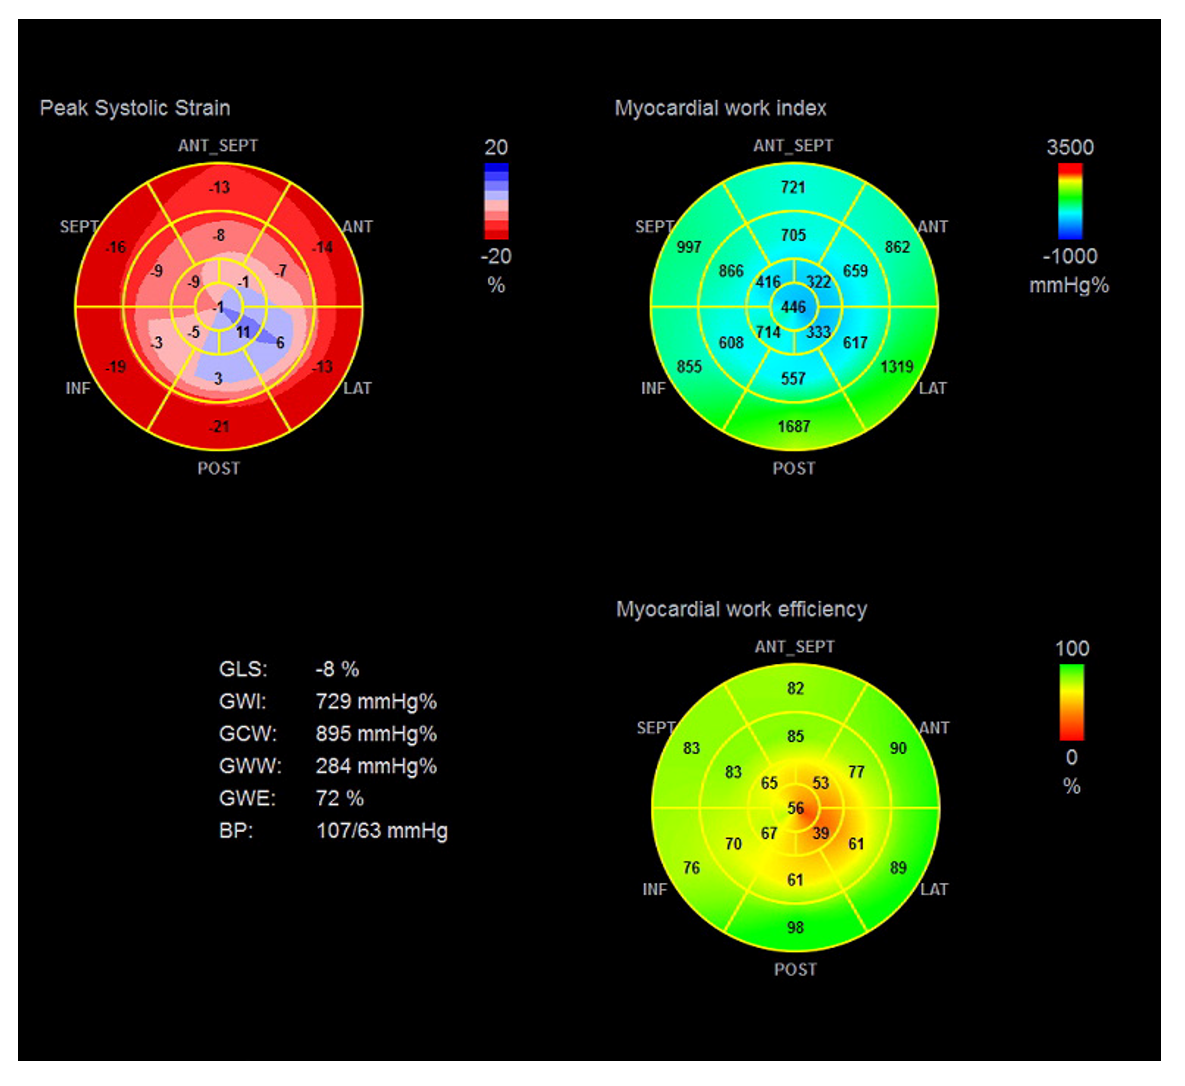 Peak Systolic Strain
ANT_SEPT
20
-13
SEPT
ANT
-16
-14
-8
-20
-9
-7
%
-9
-1
-1
-5
11
-3
6
-19
-13
INF
3
LAT
-21
POST
Myocardial work index
ANT_SEPT
3500
721
SEPT
ANT
997
862
705
-1000
866
659
mmHg%
416
322
446
714
333
608
617
855
1319
INF
557
LAT
1687
POST
GLS: -8 %
GWI: 729 mmHg%
GCW: 895 mmHg%
GWW: 284 mmHg%
GWE: 72 %
BP: 107/63 mmHg
Myocardial work efficiency
ANT_SEPT
100
82
SEPT
ANT
83
90
85
0
83
77
%
65
53
56
67
39
70
61
76
89
INF
61
LAT
98
POST